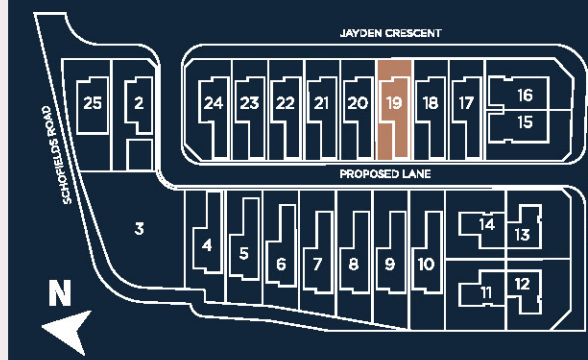 JAYDEN CRESCENT
SCHOFIELDS ROAD
25 2 24 23 22 21 20 19 18 17 16
15
PROPOSED LANE
3 4 5 6 7 8 9 10 14 13
11 12
N